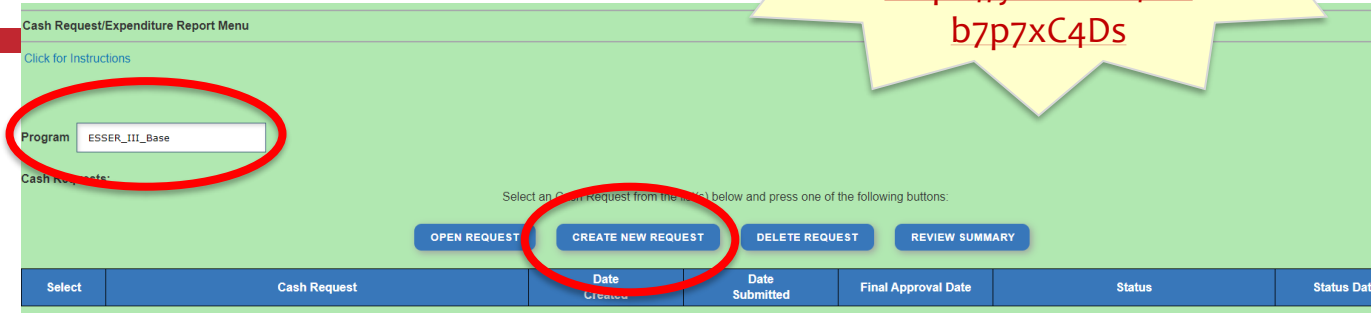 b7p7xC4Ds
Cash Request/Expenditure Report Menu
Click for Instructions
Program ESSER_III_Base
Cash Requests:
Select an Cash Request from the list(s) below and press one of the following buttons:
OPEN REQUEST CREATE NEW REQUEST DELETE REQUEST REVIEW SUMMARY
Select Cash Request Date Created Date Submitted Final Approval Date Status Status Dat